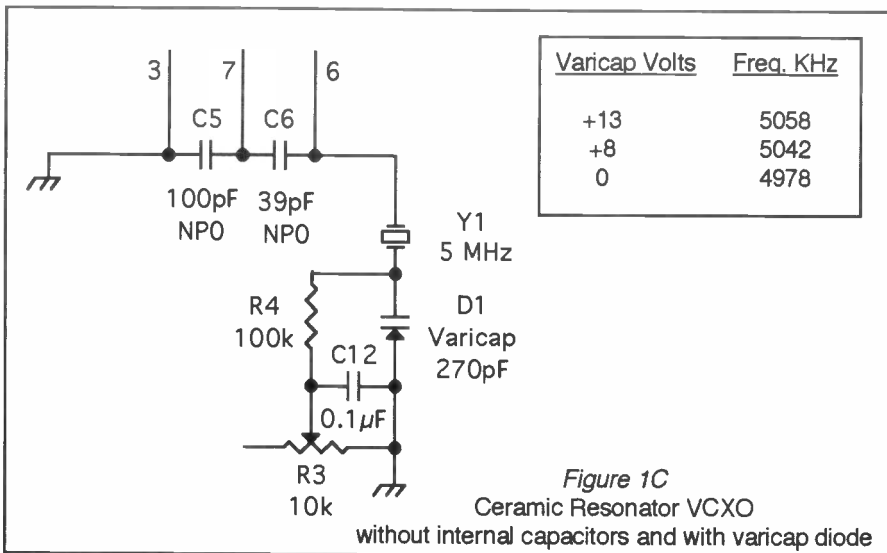 3 7 6
C5 C6
100pF 39pF
NPO NPO
Y1
5 MHz
R4
100k
D1
Varicap
270pF
C12
0.1µF
R3
10k
Varicap Volts Freq. KHz
+13 5058
+8 5042
0 4978
Figure 1C
Ceramic Resonator VCXO
without internal capacitors and with varicap diode